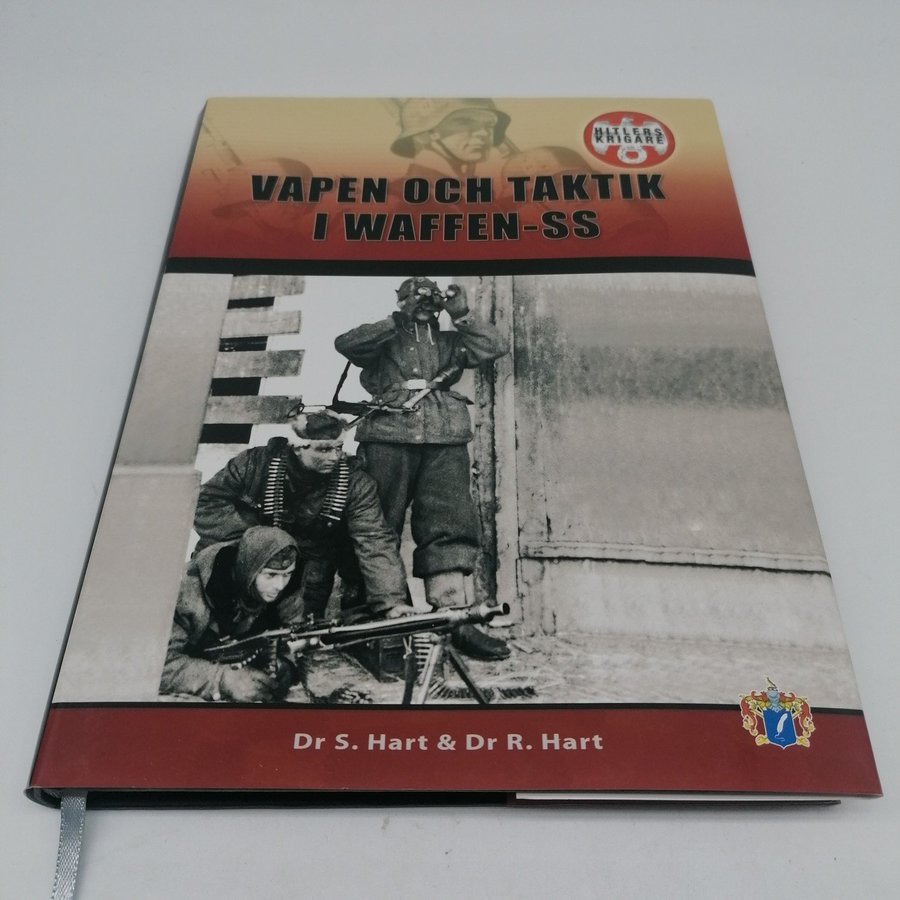 HITLERS
KRIGARE
VAPEN OCH TAKTIK
I WAFFEN-SS
Dr S. Hart & Dr R. Hart